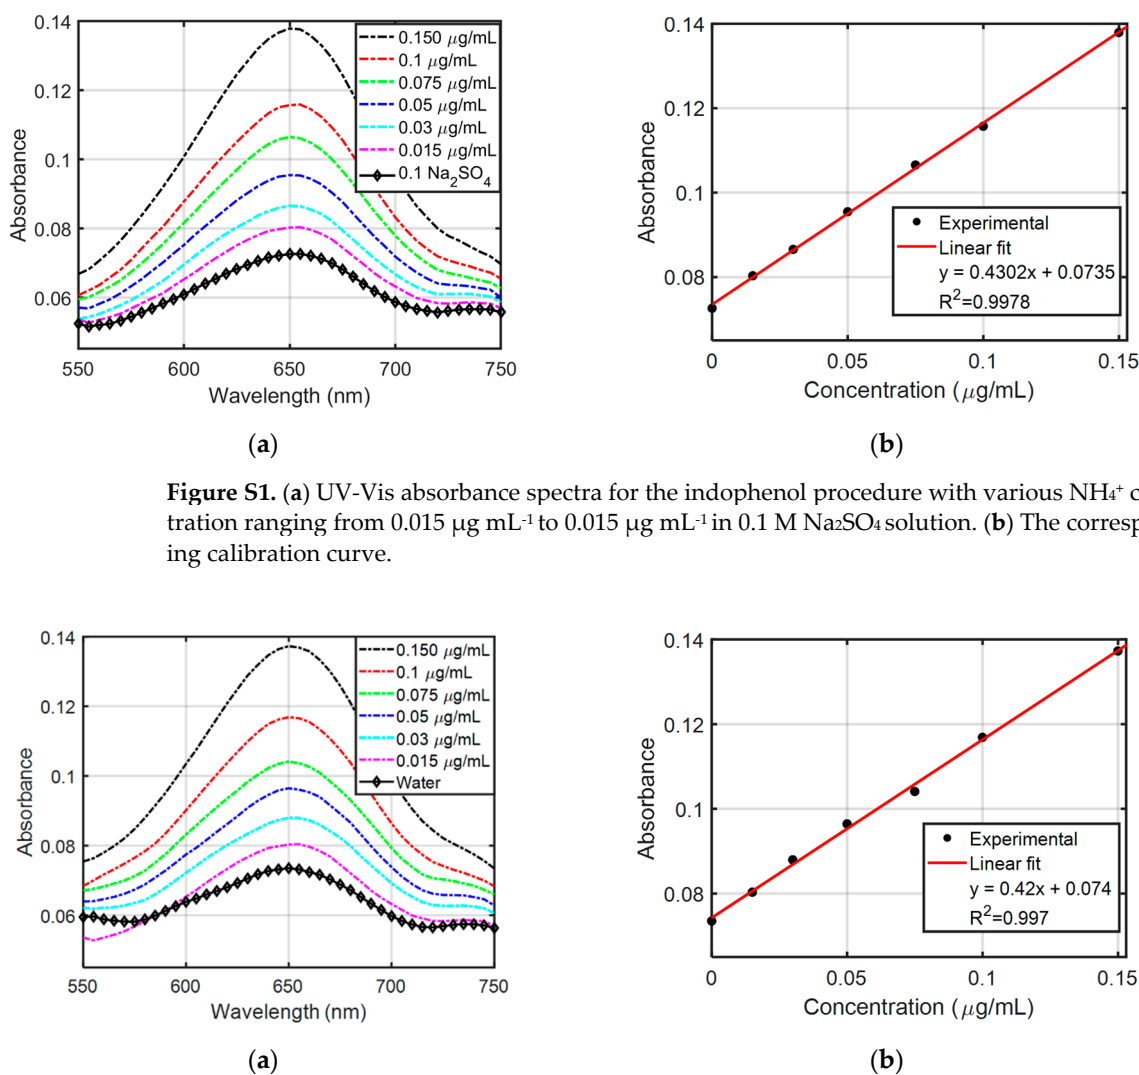 0.14
0.12
0.1
0.08
0.06
550
600
650
700
750
Absorbance
Wavelength (nm)
0.150 μg/mL
0.1 μg/mL
0.075 μg/mL
0.05 μg/mL
0.03 μg/mL
0.015 μg/mL
0.1 Na₂SO₄
(a)
0.14
0.12
0.1
0.08
0
0.05
0.1
0.15
Absorbance
Concentration (μg/mL)
Experimental
Linear fit
y = 0.4302x + 0.0735
R²=0.9978
(b)
Figure S1. (a) UV-Vis absorbance spectra for the indophenol procedure with various NH₄⁺ c
tration ranging from 0.015 μg mL⁻¹ to 0.015 μg mL⁻¹ in 0.1 M Na₂SO₄ solution. (b) The corresp
ing calibration curve.
0.14
0.12
0.1
0.08
0.06
550
600
650
700
750
Absorbance
Wavelength (nm)
0.150 μg/mL
0.1 μg/mL
0.075 μg/mL
0.05 μg/mL
0.03 μg/mL
0.015 μg/mL
Water
(a)
0.14
0.12
0.1
0.08
0
0.05
0.1
0.15
Absorbance
Concentration (μg/mL)
Experimental
Linear fit
y = 0.42x + 0.074
R²=0.997
(b)